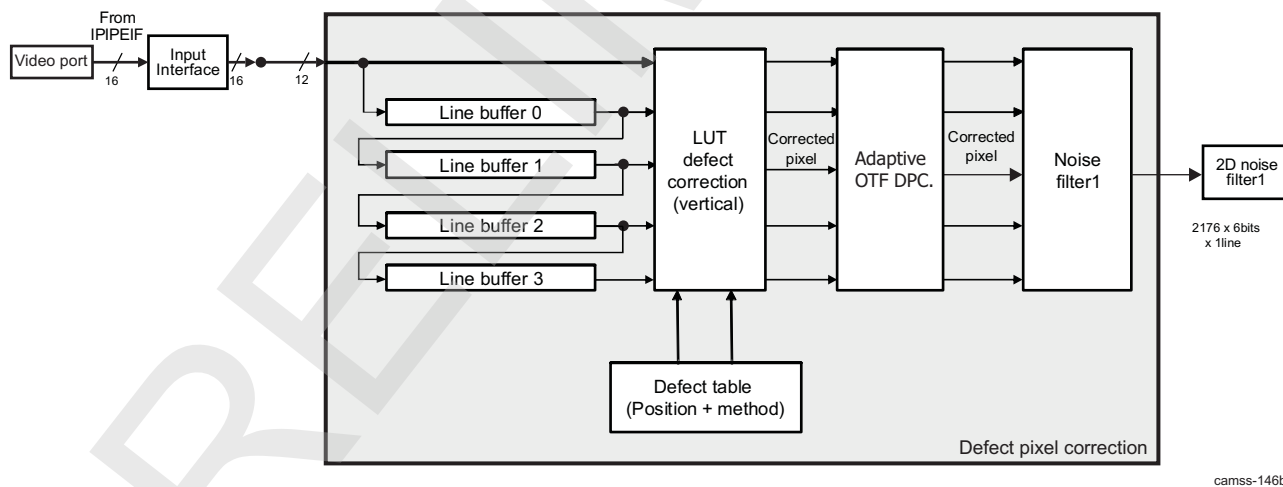 From
IPIPEIF
Video port
16
Input
Interface
16
12
Line buffer 0
Line buffer 1
Line buffer 2
Line buffer 3
LUT
defect
correction
(vertical)
Corrected
pixel
Adaptive
OTF DPC.
Corrected
pixel
Noise
filter1
2D noise
filter1
2176 x 6bits
x 1line
Defect table
(Position + method)
Defect pixel correction
camss-146b